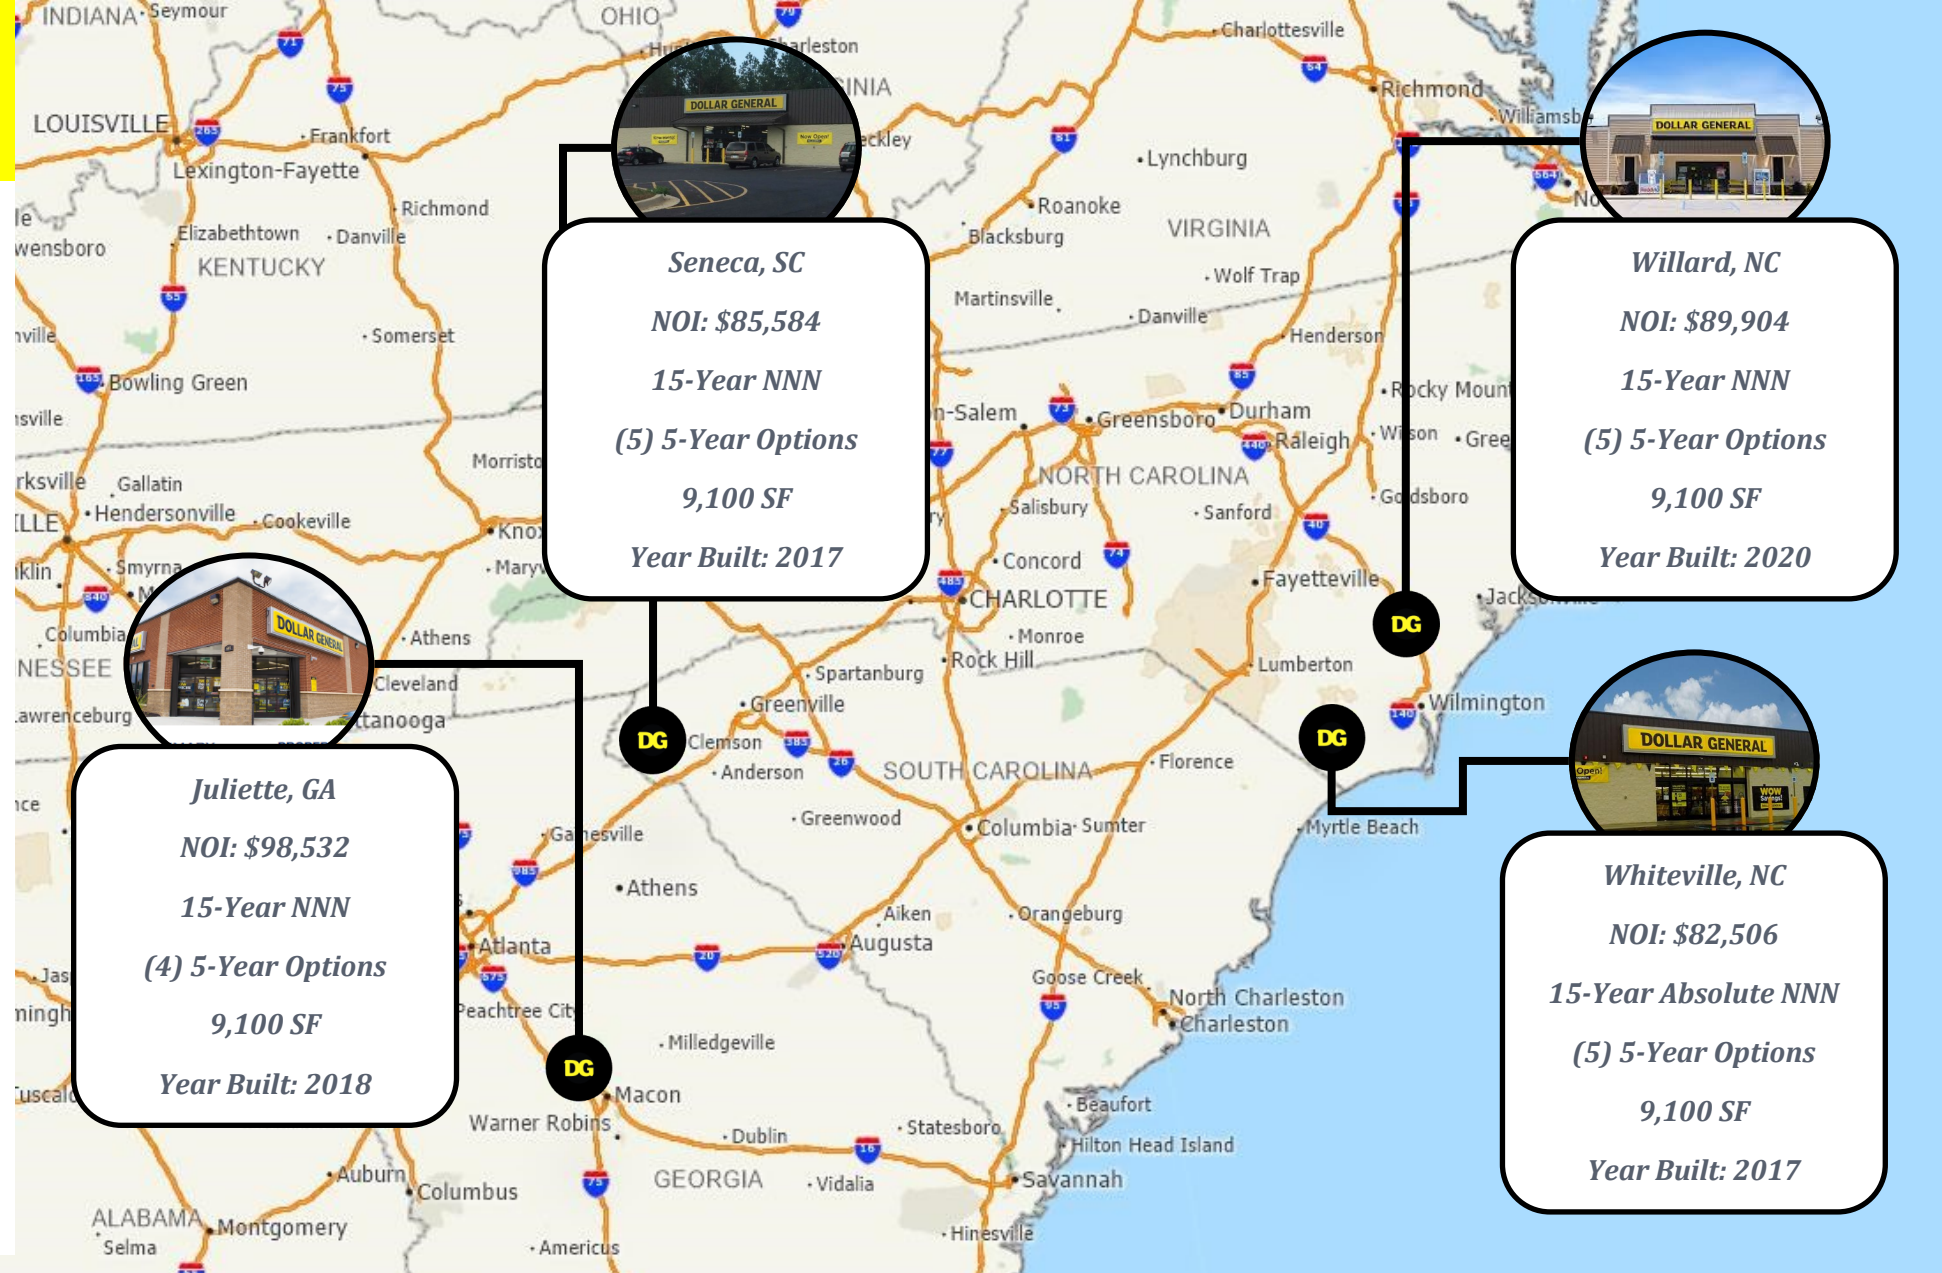 INDIANA
Seymour
OHIO
Charlottesville
Richmond
LOUISVILLE
Frankfort
Lexington-Fayette
Richmond
Elizabethtown
Danville
KENTUCKY
Somerset
Bowling Green
Lynchburg
Roanoke
Blacksburg
VIRGINIA
Wolf Trap
Martinsville
Danville
Henderson
DOLLAR GENERAL
Seneca, SC
NOI: $85,584
15-Year NNN
(5) 5-Year Options
9,100 SF
Year Built: 2017
DOLLAR GENERAL
Willard, NC
NOI: $89,904
15-Year NNN
(5) 5-Year Options
9,100 SF
Year Built: 2020
Greensboro
Durham
Raleigh
Wilson
NORTH CAROLINA
Salisbury
Sanford
Goldsboro
Concord
Fayetteville
CHARLOTTE
Monroe
Rock Hill
Lumberton
Wilmington
Gallatin
Hendersonville
Cookeville
Smyrna
Athens
Cleveland
Spartanburg
Greenville
Clemson
Anderson
SOUTH CAROLINA
Florence
Greenwood
Columbia
Sumter
Myrtle Beach
DG
DG
DG
DG
DOLLAR GENERAL
Juliette, GA
NOI: $98,532
15-Year NNN
(4) 5-Year Options
9,100 SF
Year Built: 2018
DOLLAR GENERAL
Open!
WOW
Savings!
Whiteville, NC
NOI: $82,506
15-Year Absolute NNN
(5) 5-Year Options
9,100 SF
Year Built: 2017
Gainesville
Athens
Aiken
Orangeburg
Atlanta
Augusta
Goose Creek
North Charleston
Charleston
Milledgeville
Macon
Warner Robins
Dublin
Statesboro
Beaufort
Hilton Head Island
GEORGIA
Vidalia
Savannah
Auburn
Columbus
ALABAMA
Montgomery
Selma
Americus
Hinesville